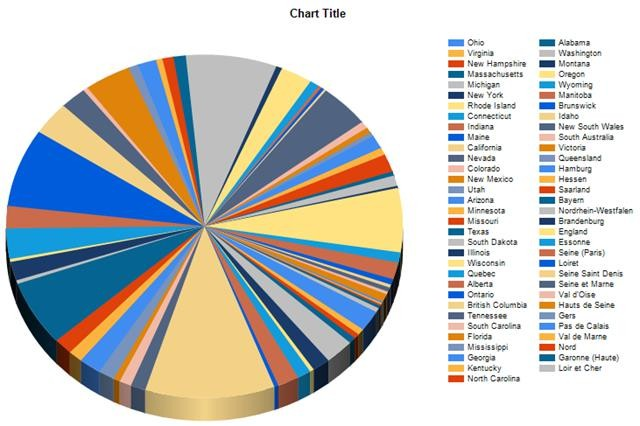 Chart Title
Ohio
Virginia
New Hampshire
Massachusetts
Michigan
New York
Rhode Island
Connecticut
Indiana
Maine
California
Nevada
Colorado
New Mexico
Utah
Arizona
Minnesota
Missouri
Texas
South Dakota
Illinois
Wisconsin
Quebec
Alberta
Ontario
British Columbia
Tennessee
South Carolina
Florida
Mississippi
Georgia
Kentucky
North Carolina
Alabama
Washington
Montana
Oregon
Wyoming
Manitoba
Brunswick
Idaho
New South Wales
South Australia
Victoria
Queensland
Hamburg
Hessen
Saarland
Bayern
Nordrhein-Westfalen
Brandenburg
England
Essonne
Seine (Paris)
Loiret
Seine Saint Denis
Seine et Marne
Val d'Oise
Hauts de Seine
Gers
Pas de Calais
Val de Marne
Nord
Garonne (Haute)
Loir et Cher